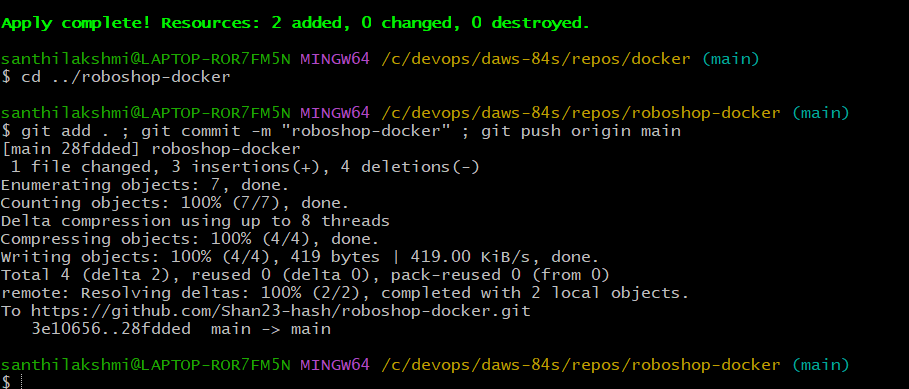 Apply complete! Resources: 2 added, 0 changed, 0 destroyed.
santhilakshmi@LAPTOP-ROR7FM5N MINGW64 /c/devops/daws-84s/repos/docker (main)
$ cd ../roboshop-docker
santhilakshmi@LAPTOP-ROR7FM5N MINGW64 /c/devops/daws-84s/repos/roboshop-docker (main)
$ git add . ; git commit -m "roboshop-docker" ; git push origin main
[main 28fdded] roboshop-docker
 1 file changed, 3 insertions(+), 4 deletions(-)
Enumerating objects: 7, done.
Counting objects: 100% (7/7), done.
Delta compression using up to 8 threads
Compressing objects: 100% (4/4), done.
Writing objects: 100% (4/4), 419 bytes | 419.00 KiB/s, done.
Total 4 (delta 2), reused 0 (delta 0), pack-reused 0 (from 0)
remote: Resolving deltas: 100% (2/2), completed with 2 local objects.
To https://github.com/Shan23-hash/roboshop-docker.git
   3e10656..28fdded  main -> main
santhilakshmi@LAPTOP-ROR7FM5N MINGW64 /c/devops/daws-84s/repos/roboshop-docker (main)
$